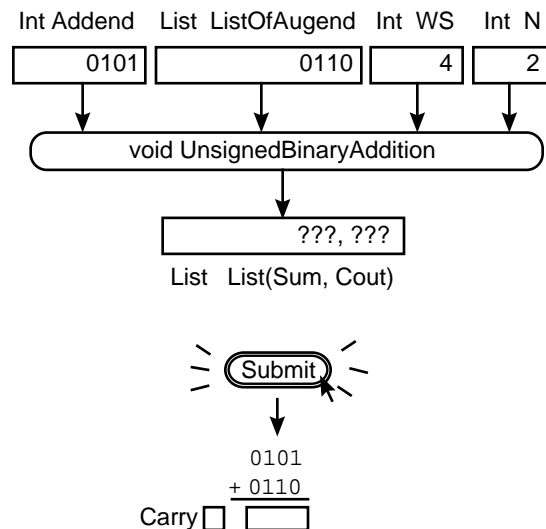 Int Addend List ListOfAugend Int WS Int N
0101 0110 4 2
void UnsignedBinaryAddition
???, ???
List List(Sum, Cout)
Submit
0101
+ 0110
Carry